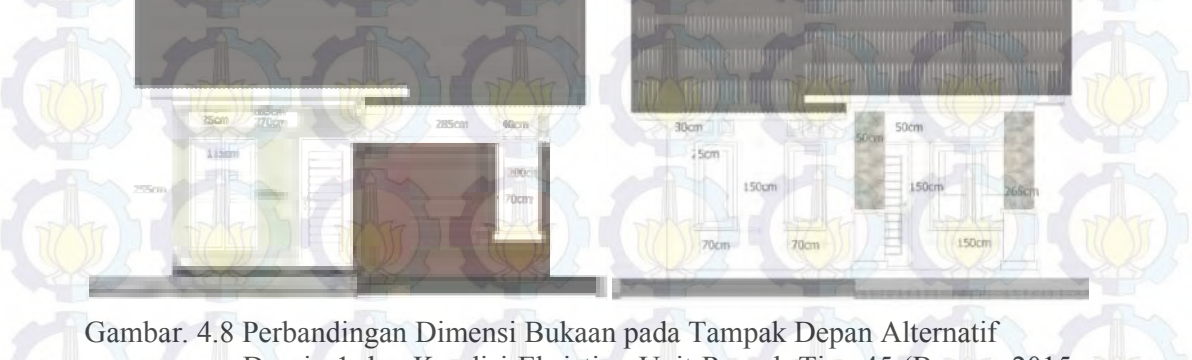 75cm
270cm
285cm
40cm
255cm
200cm
70cm
30cm
25cm
150cm
70cm
70cm
50cm
50cm
150cm
265cm
150cm
Gambar. 4.8 Perbandingan Dimensi Bukaan pada Tampak Depan Alternatif